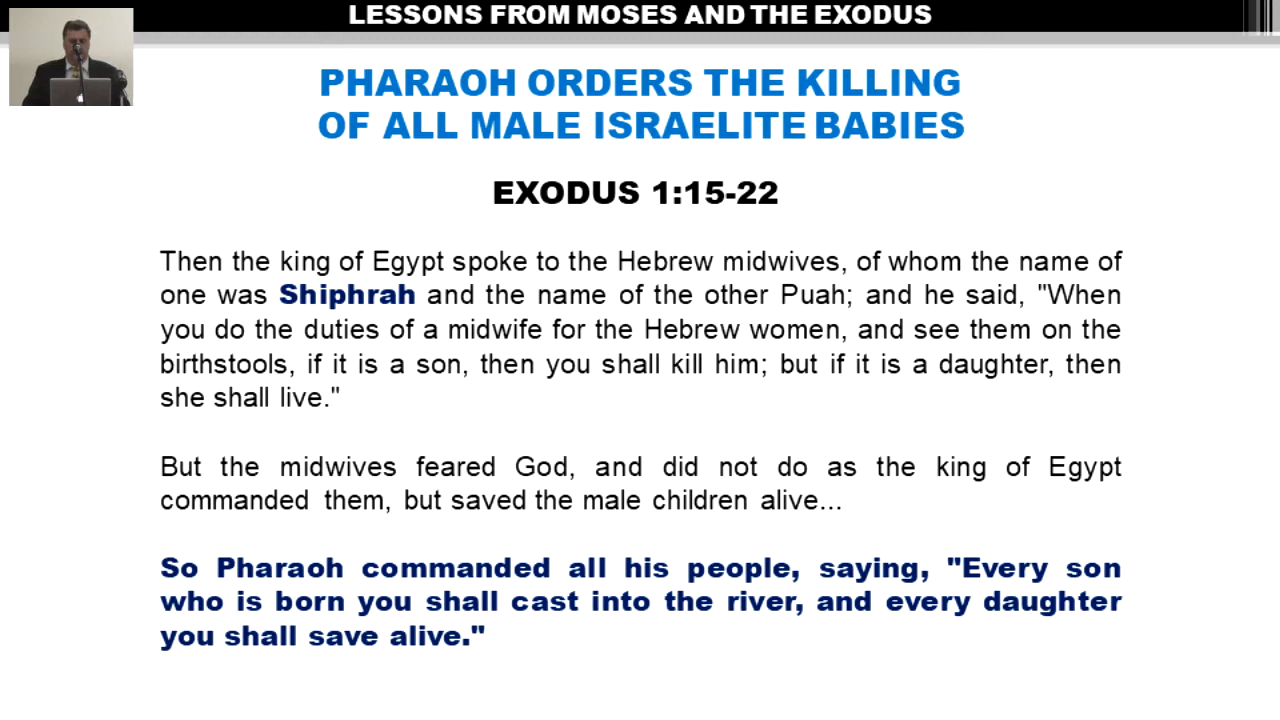 LESSONS FROM MOSES AND THE EXODUS
PHARAOH ORDERS THE KILLING
OF ALL MALE ISRAELITE BABIES
EXODUS 1:15-22
Then the king of Egypt spoke to the Hebrew midwives, of whom the name of
one was Shiphrah and the name of the other Puah; and he said, "When
you do the duties of a midwife for the Hebrew women, and see them on the
birthstools, if it is a son, then you shall kill him; but if it is a daughter, then
she shall live."
But the midwives feared God, and did not do as the king of Egypt
commanded them, but saved the male children alive...
So Pharaoh commanded all his people, saying, "Every son
who is born you shall cast into the river, and every daughter
you shall save alive."